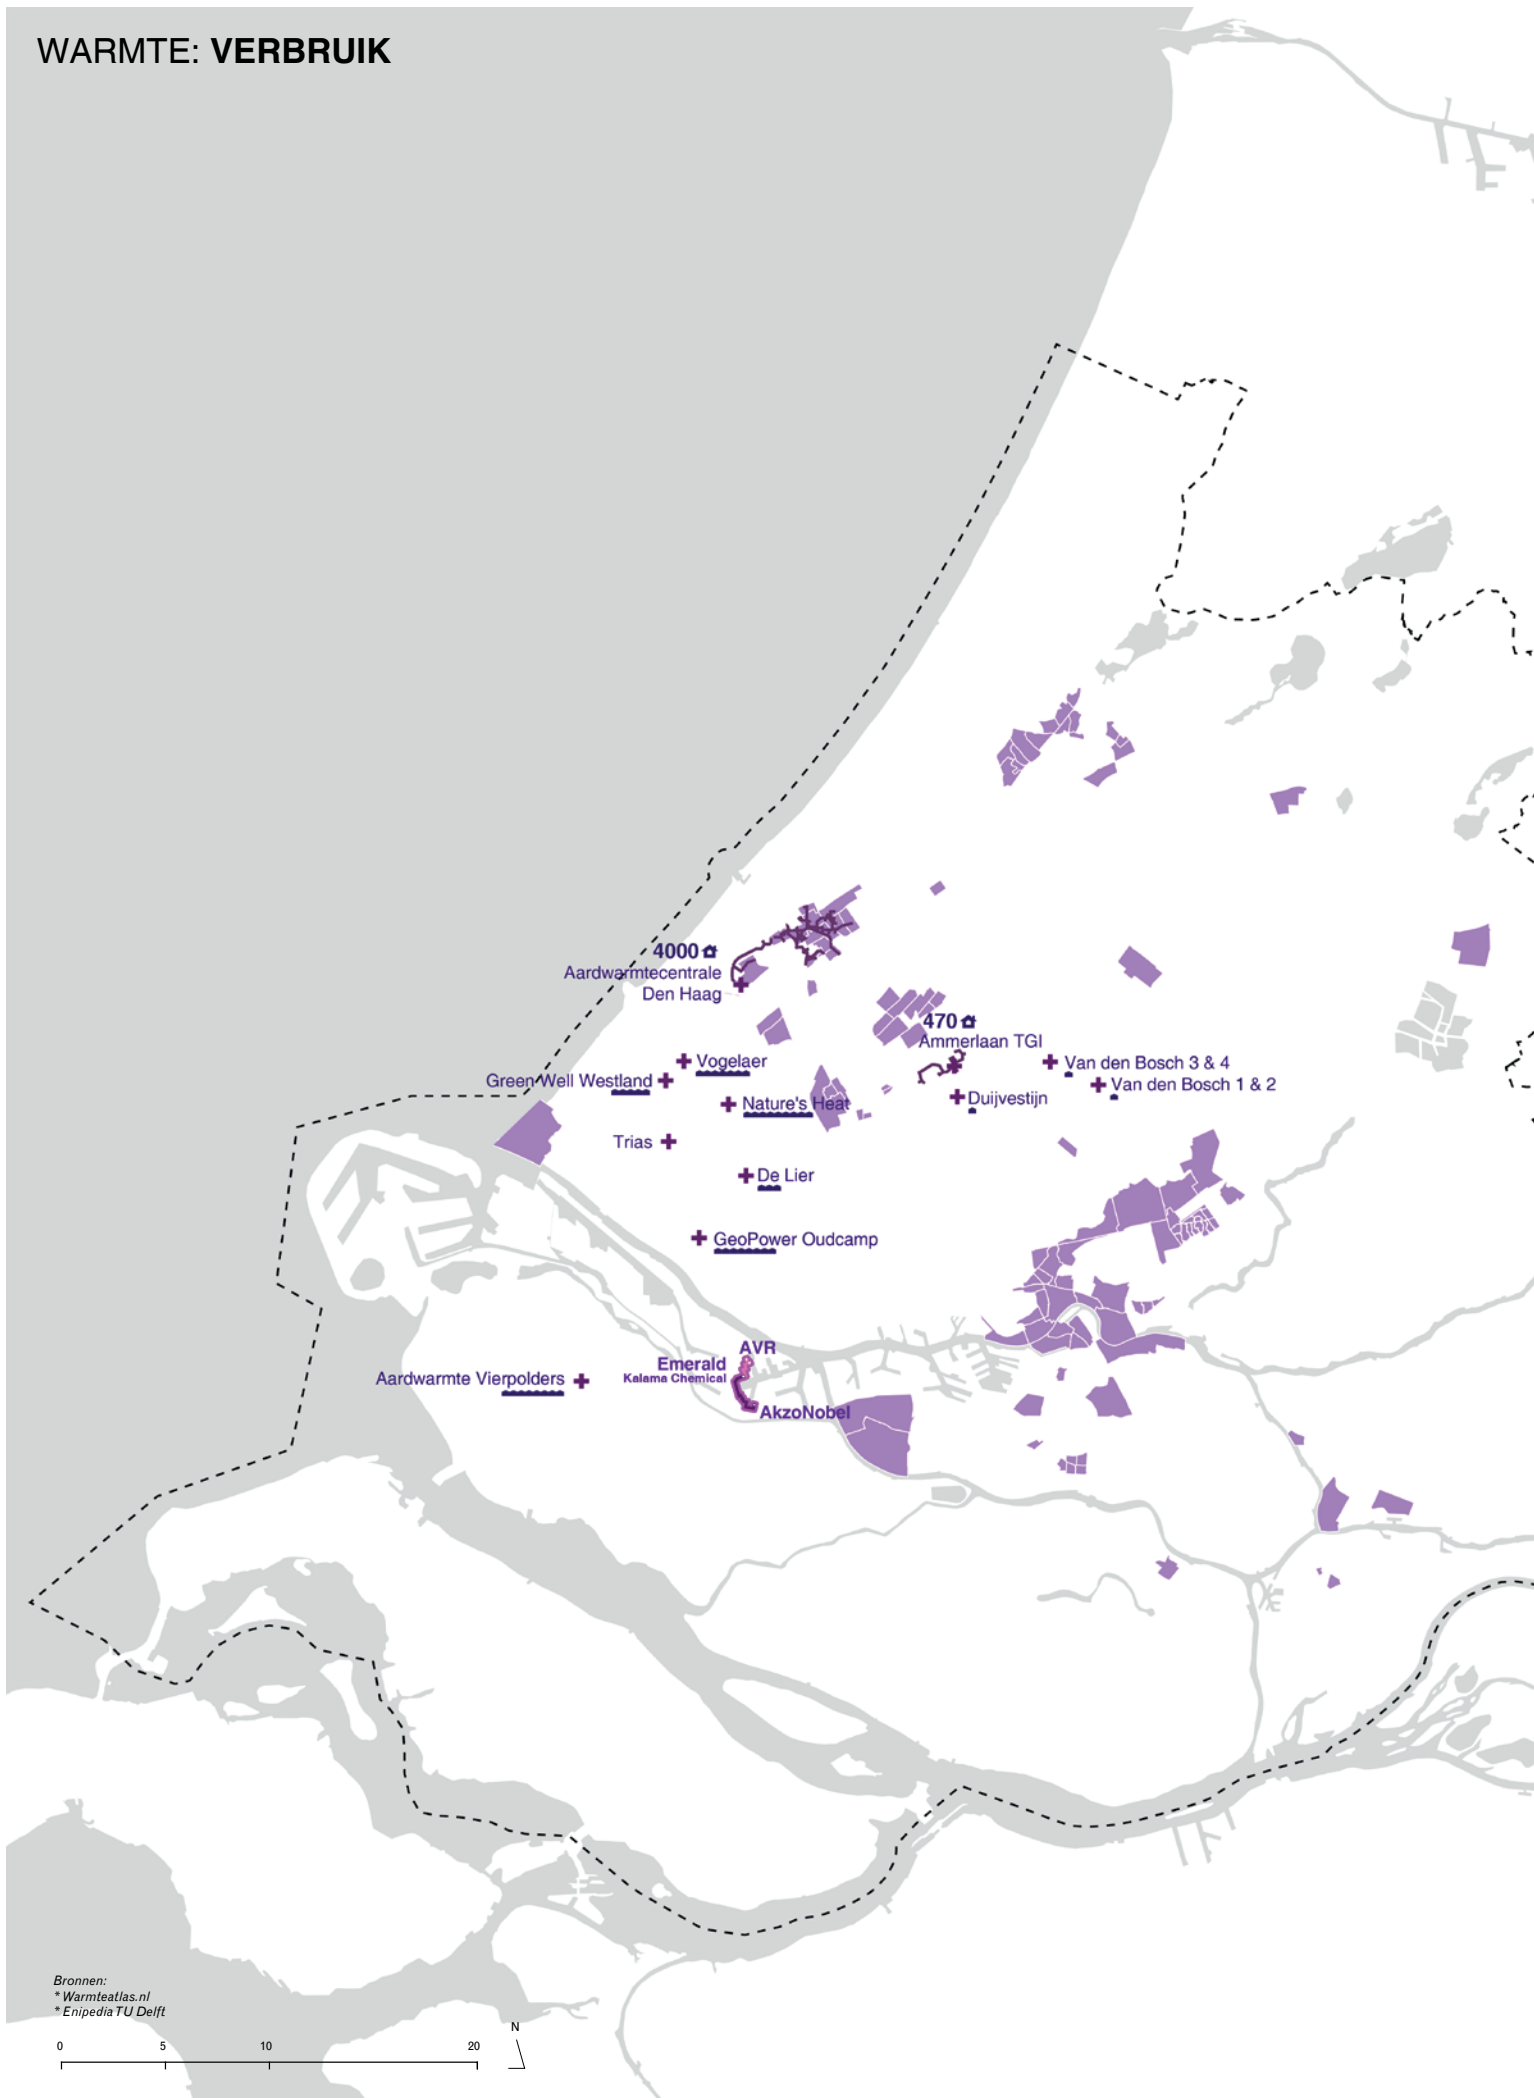 WARMTE: VERBRUIK
4000
Aardwarmtecentrale
Den Haag
470
Ammerlaan TGI
Vogelaer
Van den Bosch 3 & 4
Green Well Westland
Van den Bosch 1 & 2
Nature's Heat
Duijvestijn
Trias
De Lier
GeoPower Oudcamp
AVR
Emerald
Kalama Chemical
Aardwarmte Vierpolders
AkzoNobel
Bronnen:
* Warmteatlas.nl
* Enipedia TU Delft
0 5 10 20
N